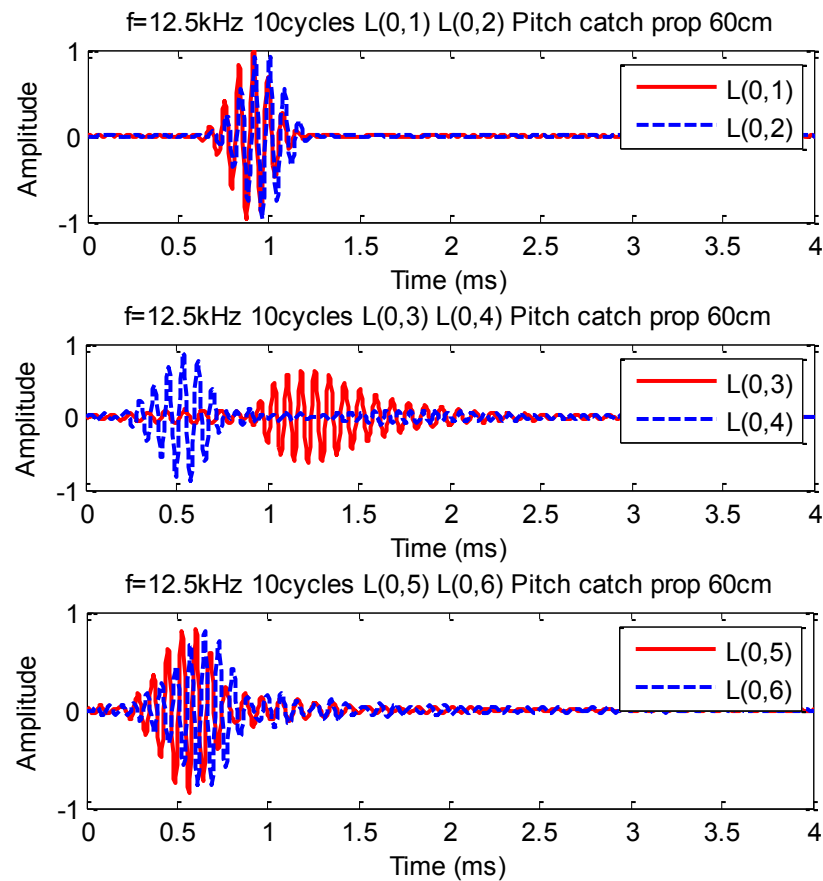 f=12.5kHz 10cycles L(0,1) L(0,2) Pitch catch prop 60cm
1
0
-1
Amplitude
L(0,1)
L(0,2)
0 0.5 1 1.5 2 2.5 3 3.5 4
Time (ms)
f=12.5kHz 10cycles L(0,3) L(0,4) Pitch catch prop 60cm
1
0
-1
Amplitude
L(0,3)
L(0,4)
0 0.5 1 1.5 2 2.5 3 3.5 4
Time (ms)
f=12.5kHz 10cycles L(0,5) L(0,6) Pitch catch prop 60cm
1
0
-1
Amplitude
L(0,5)
L(0,6)
0 0.5 1 1.5 2 2.5 3 3.5 4
Time (ms)